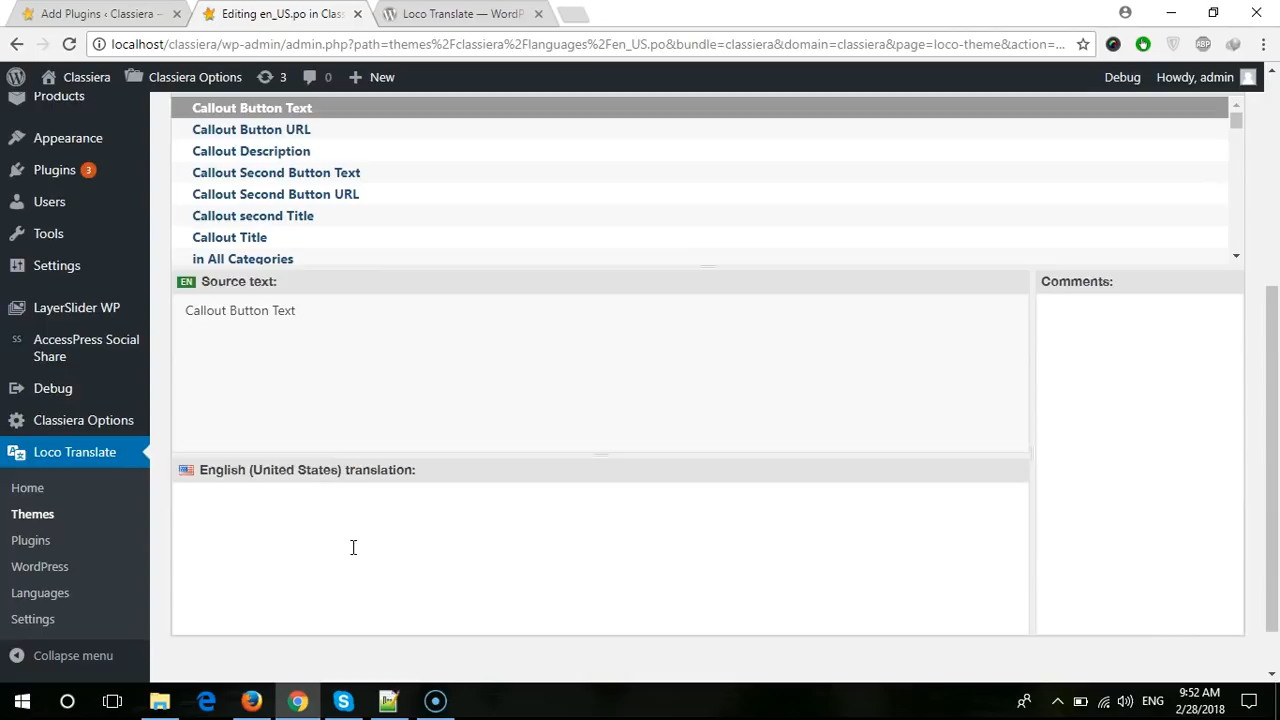 Add Plugins ‹ Classiera –
Editing en_US.po in Class
Loco Translate — WordP
localhost/classiera/wp-admin/admin.php?path=themes%2Fclassiera%2Flanguages%2Fen_US.po&bundle=classiera&domain=classiera&page=loco-theme&action=...
ABP
Classiera
Classiera Options
3
0
New
Debug
Howdy, admin
Products
Appearance
Plugins 3
Users
Tools
Settings
LayerSlider WP
SS AccessPress Social
Share
Debug
Classiera Options
Loco Translate
Home
Themes
Plugins
WordPress
Languages
Settings
Collapse menu
Callout Button Text
Callout Button URL
Callout Description
Callout Second Button Text
Callout Second Button URL
Callout second Title
Callout Title
in All Categories
EN Source text:
Callout Button Text
Comments:
English (United States) translation:
ENG
9:52 AM
2/28/2018